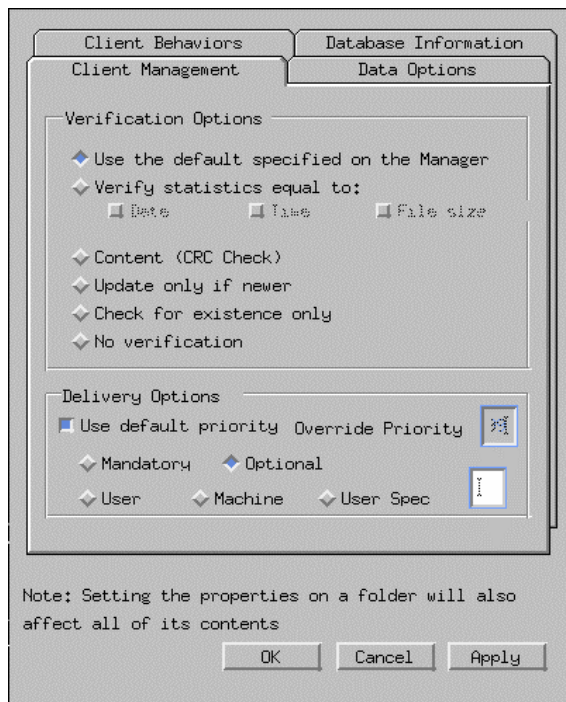 Client Behaviors Database Information
Client Management Data Options
Verification Options
Use the default specified on the Manager
Verify statistics equal to:
Date Time File size
Content (CRC Check)
Update only if newer
Check for existence only
No verification
Delivery Options
Use default priority Override Priority
Mandatory Optional
User Machine User Spec
Note: Setting the properties on a folder will also
affect all of its contents
OK Cancel Apply